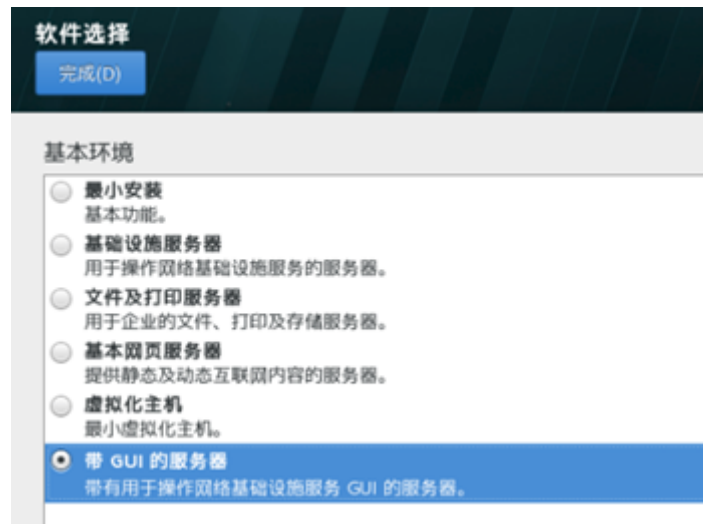 软件选择
完成(D)
基本环境
最小安装
基本功能。
基础设施服务器
用于操作网络基础设施服务的服务器。
文件及打印服务器
用于企业的文件、打印及存储服务器。
基本网页服务器
提供静态及动态互联网内容的服务器。
虚拟化主机
最小虚拟化主机。
带 GUI 的服务器
带有用于操作网络基础设施服务 GUI 的服务器。